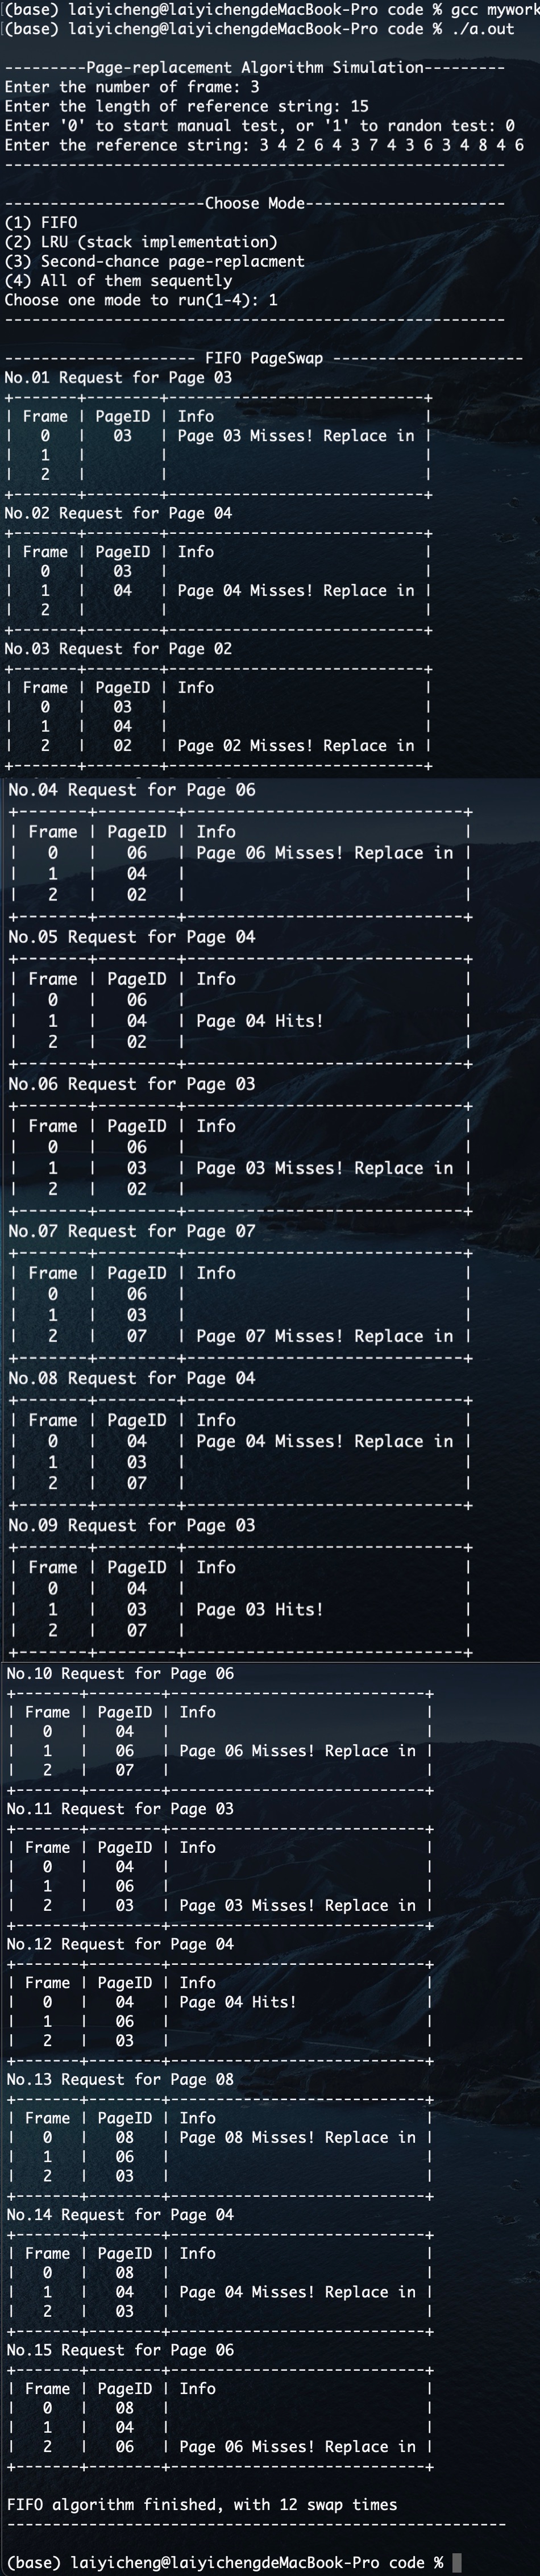 (base) laiyicheng@laiyichengdeMacBook-Pro code % gcc mywork
(base) laiyicheng@laiyichengdeMacBook-Pro code % ./a.out
---------Page-replacement Algorithm Simulation---------
Enter the number of frame: 3
Enter the length of reference string: 15
Enter '0' to start manual test, or '1' to randon test: 0
Enter the reference string: 3 4 2 6 4 3 7 4 3 6 3 4 8 4 6
-------------------------------------------------------
----------------------Choose Mode----------------------
(1) FIFO
(2) LRU (stack implementation)
(3) Second-chance page-replacment
(4) All of them sequently
Choose one mode to run(1-4): 1
-------------------------------------------------------
--------------------- FIFO PageSwap ---------------------
No.01 Request for Page 03
+-------+--------+----------------------------+
| Frame | PageID | Info                       |
|   0   |   03   | Page 03 Misses! Replace in |
|   1   |        |                            |
|   2   |        |                            |
+-------+--------+----------------------------+
No.02 Request for Page 04
+-------+--------+----------------------------+
| Frame | PageID | Info                       |
|   0   |   03   |                            |
|   1   |   04   | Page 04 Misses! Replace in |
|   2   |        |                            |
+-------+--------+----------------------------+
No.03 Request for Page 02
+-------+--------+----------------------------+
| Frame | PageID | Info                       |
|   0   |   03   |                            |
|   1   |   04   |                            |
|   2   |   02   | Page 02 Misses! Replace in |
+-------+--------+----------------------------+
No.04 Request for Page 06
+-------+--------+----------------------------+
| Frame | PageID | Info                       |
|   0   |   06   | Page 06 Misses! Replace in |
|   1   |   04   |                            |
|   2   |   02   |                            |
+-------+--------+----------------------------+
No.05 Request for Page 04
+-------+--------+----------------------------+
| Frame | PageID | Info                       |
|   0   |   06   |                            |
|   1   |   04   | Page 04 Hits!              |
|   2   |   02   |                            |
+-------+--------+----------------------------+
No.06 Request for Page 03
+-------+--------+----------------------------+
| Frame | PageID | Info                       |
|   0   |   06   |                            |
|   1   |   03   | Page 03 Misses! Replace in |
|   2   |   02   |                            |
+-------+--------+----------------------------+
No.07 Request for Page 07
+-------+--------+----------------------------+
| Frame | PageID | Info                       |
|   0   |   06   |                            |
|   1   |   03   |                            |
|   2   |   07   | Page 07 Misses! Replace in |
+-------+--------+----------------------------+
No.08 Request for Page 04
+-------+--------+----------------------------+
| Frame | PageID | Info                       |
|   0   |   04   | Page 04 Misses! Replace in |
|   1   |   03   |                            |
|   2   |   07   |                            |
+-------+--------+----------------------------+
No.09 Request for Page 03
+-------+--------+----------------------------+
| Frame | PageID | Info                       |
|   0   |   04   |                            |
|   1   |   03   | Page 03 Hits!              |
|   2   |   07   |                            |
+-------+--------+----------------------------+
No.10 Request for Page 06
+-------+--------+----------------------------+
| Frame | PageID | Info                       |
|   0   |   04   |                            |
|   1   |   06   | Page 06 Misses! Replace in |
|   2   |   07   |                            |
+-------+--------+----------------------------+
No.11 Request for Page 03
+-------+--------+----------------------------+
| Frame | PageID | Info                       |
|   0   |   04   |                            |
|   1   |   06   |                            |
|   2   |   03   | Page 03 Misses! Replace in |
+-------+--------+----------------------------+
No.12 Request for Page 04
+-------+--------+----------------------------+
| Frame | PageID | Info                       |
|   0   |   04   | Page 04 Hits!              |
|   1   |   06   |                            |
|   2   |   03   |                            |
+-------+--------+----------------------------+
No.13 Request for Page 08
+-------+--------+----------------------------+
| Frame | PageID | Info                       |
|   0   |   08   | Page 08 Misses! Replace in |
|   1   |   06   |                            |
|   2   |   03   |                            |
+-------+--------+----------------------------+
No.14 Request for Page 04
+-------+--------+----------------------------+
| Frame | PageID | Info                       |
|   0   |   08   |                            |
|   1   |   04   | Page 04 Misses! Replace in |
|   2   |   03   |                            |
+-------+--------+----------------------------+
No.15 Request for Page 06
+-------+--------+----------------------------+
| Frame | PageID | Info                       |
|   0   |   08   |                            |
|   1   |   04   |                            |
|   2   |   06   | Page 06 Misses! Replace in |
+-------+--------+----------------------------+
FIFO algorithm finished, with 12 swap times
-------------------------------------------------------
(base) laiyicheng@laiyichengdeMacBook-Pro code %